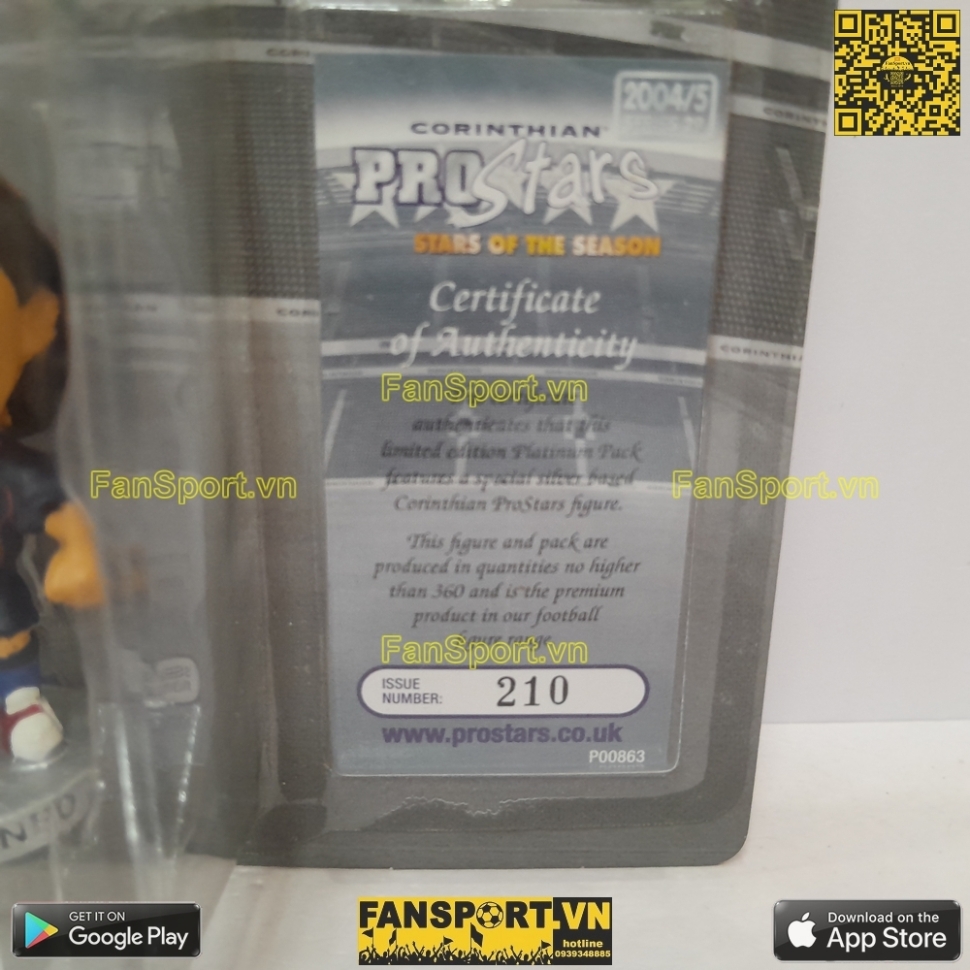 2004/5
CORINTHIAN
PROStars
STARS OF THE SEASON
Certificate
of Authenticity
FanSport.vn
authenticates that this
limited edition Platinum Pack
features a special silver based
FanSport.vn
FanSport.vn
Corinthian ProStars figure.
This figure and pack are
produced in quantities no higher
than 360 and is the premium
product in our football
figure range.
FanSport.vn
ISSUE
NUMBER: 210
www.prostars.co.uk
P00863
GET IT ON
Google Play
FANSPORT.VN
hotline
0939348885
Download on the
App Store